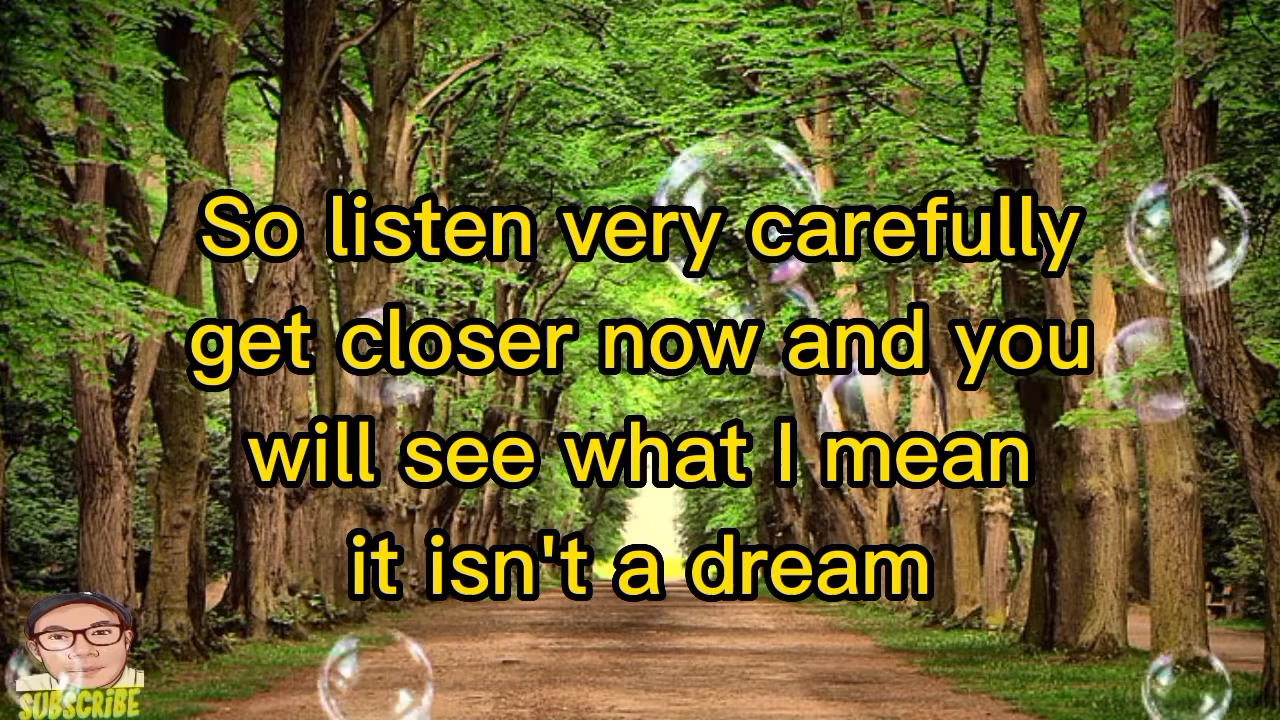 So listen very carefully
get closer now and you
will see what I mean
it isn't a dream
SUBSCRIBE